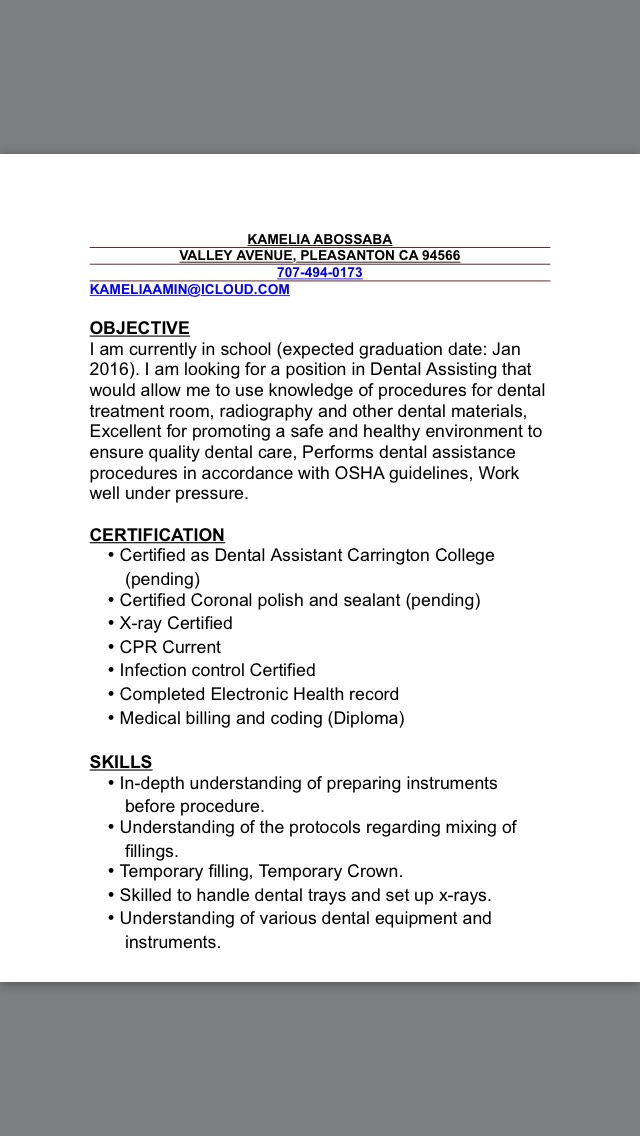 KAMELIA ABOSSABA
VALLEY AVENUE, PLEASANTON CA 94566
707-494-0173
KAMELIAAMIN@ICLOUD.COM
OBJECTIVE
I am currently in school (expected graduation date: Jan
2016). I am looking for a position in Dental Assisting that
would allow me to use knowledge of procedures for dental
treatment room, radiography and other dental materials,
Excellent for promoting a safe and healthy environment to
ensure quality dental care, Performs dental assistance
procedures in accordance with OSHA guidelines, Work
well under pressure.
CERTIFICATION
• Certified as Dental Assistant Carrington College
(pending)
• Certified Coronal polish and sealant (pending)
• X-ray Certified
• CPR Current
• Infection control Certified
• Completed Electronic Health record
• Medical billing and coding (Diploma)
SKILLS
• In-depth understanding of preparing instruments
before procedure.
• Understanding of the protocols regarding mixing of
fillings.
• Temporary filling, Temporary Crown.
• Skilled to handle dental trays and set up x-rays.
• Understanding of various dental equipment and
instruments.